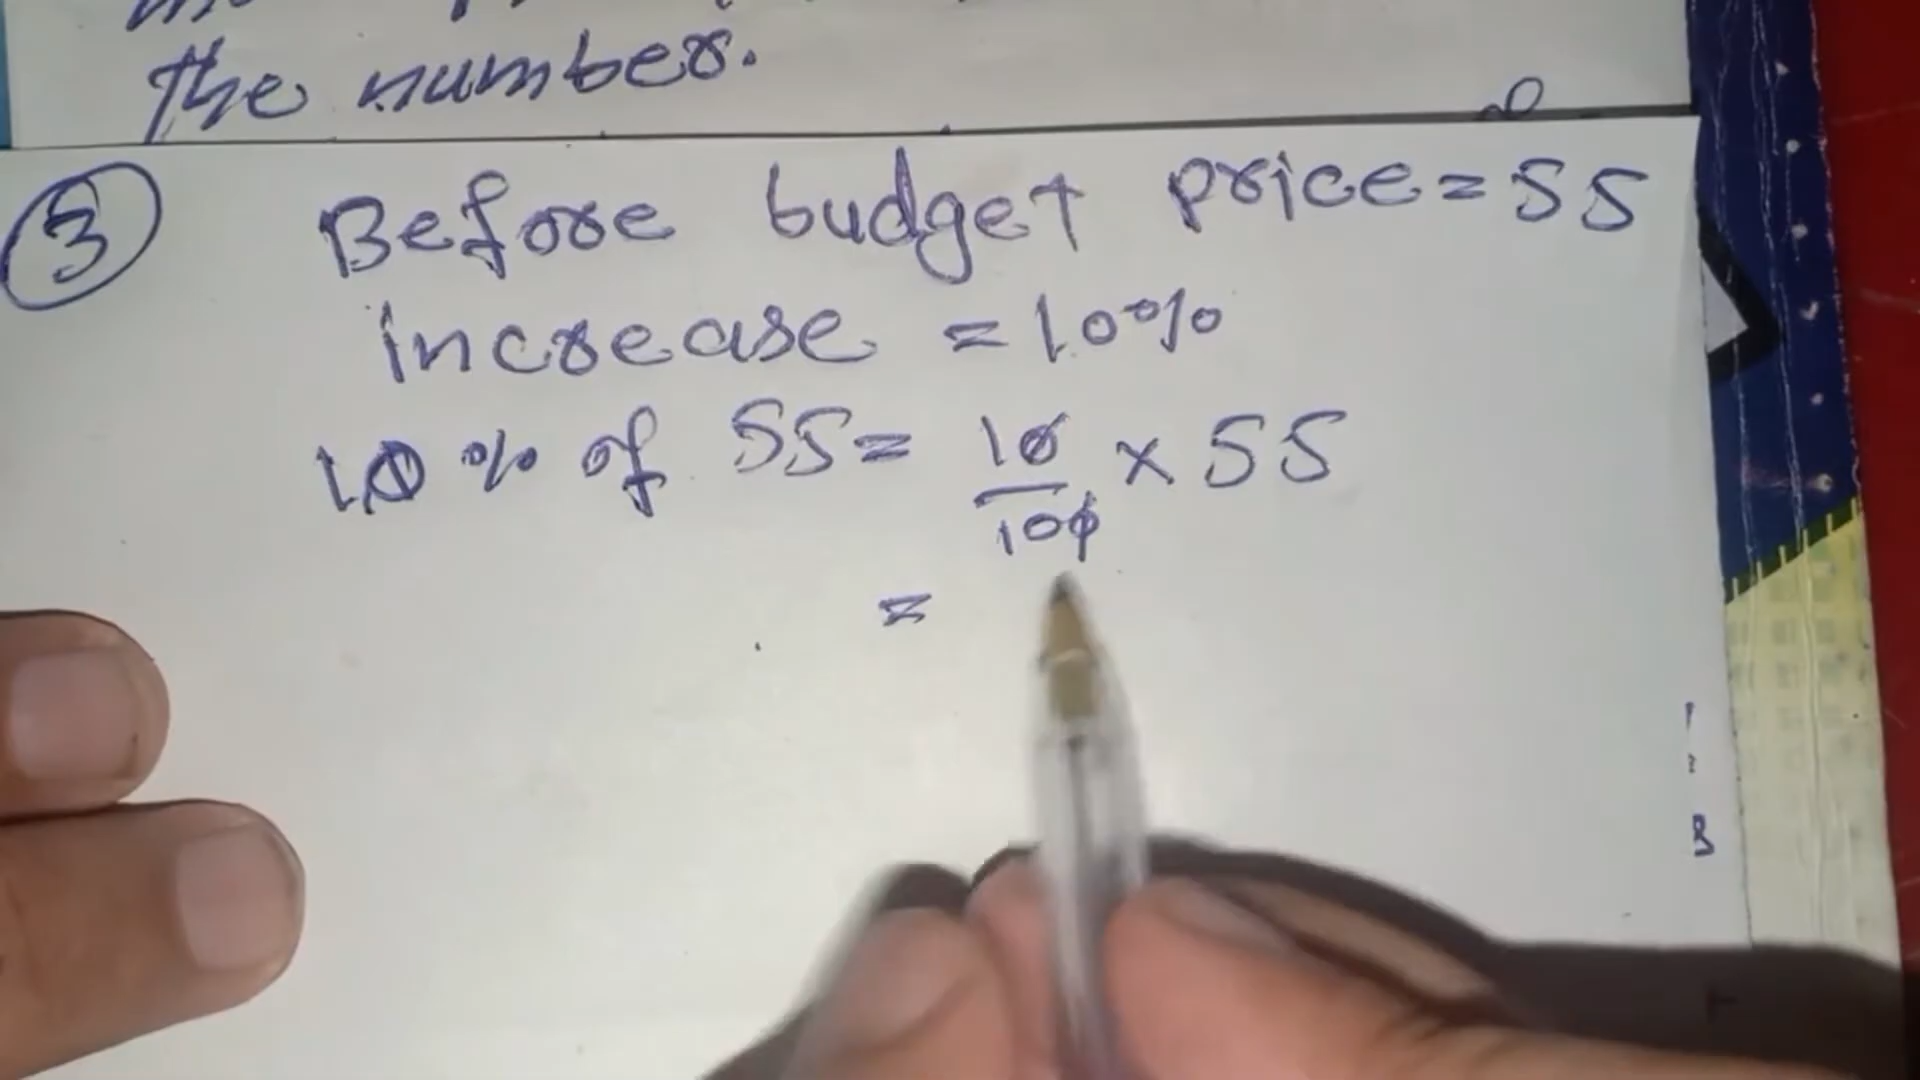 the number.
3 Before budget price=55
increase = 10%
10% of 55= 10/100 x 55
=